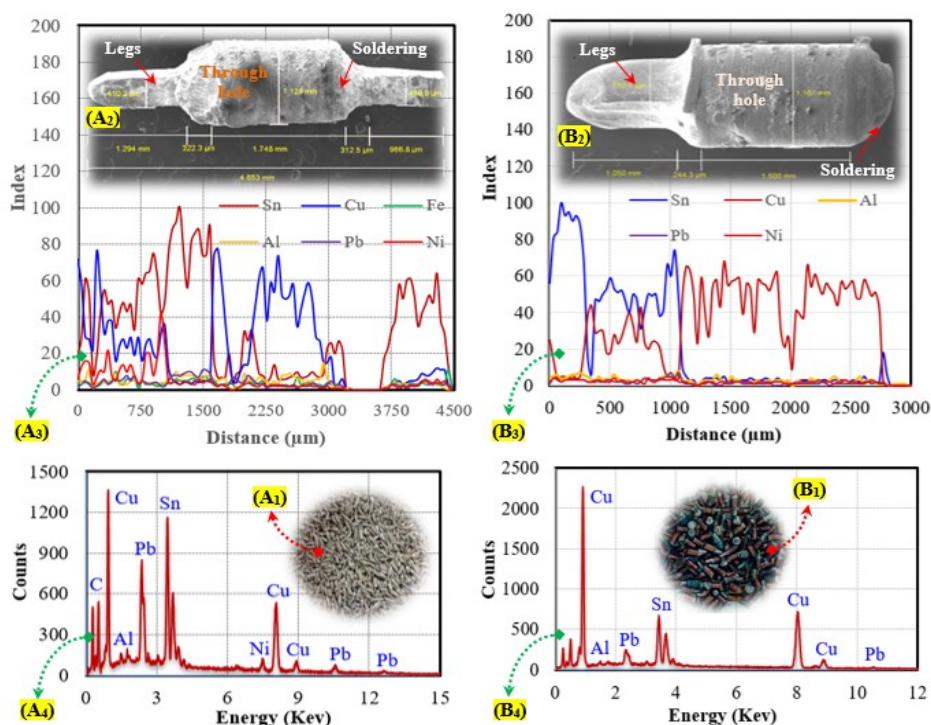 200
180
160
140
120
100
80
60
40
20
0
Index
Legs
Soldering
Through
hole
(A2)
1.294 mm
322.3 µm
1.748 mm
312.5 µm
966.8 µm
4.653 mm
Sn
Cu
Fe
Al
Pb
Ni
(A3)
0
750
1500
2250
3000
3750
4500
Distance (µm)
200
180
160
140
120
100
80
60
40
20
0
Index
Legs
Through
hole
(B2)
Soldering
1.050 mm
244.3 µm
1.500 mm
Sn
Cu
Al
Pb
Ni
(B3)
0
500
1000
1500
2000
2500
3000
Distance (µm)
1500
1200
900
600
300
0
Counts
C
Cu
Al
Pb
Sn
Ni
Cu
Cu
Pb
Pb
(A1)
(A4)
0
3
6
9
12
15
Energy (Kev)
2500
2000
1500
1000
500
0
Counts
Cu
Al
Pb
Sn
Cu
Cu
Pb
(B1)
(B4)
0
2
4
6
8
10
12
Energy (Kev)